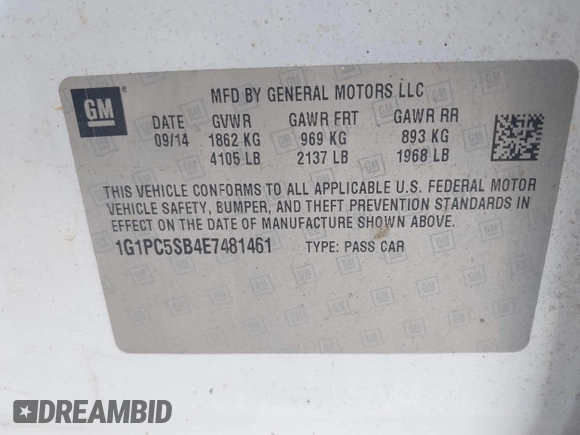 GM
MFD BY GENERAL MOTORS LLC
DATE GVWR GAWR FRT GAWR RR
09/14 1862 KG 969 KG 893 KG
4105 LB 2137 LB 1968 LB
THIS VEHICLE CONFORMS TO ALL APPLICABLE U.S. FEDERAL MOTOR
VEHICLE SAFETY, BUMPER, AND THEFT PREVENTION STANDARDS IN
EFFECT ON THE DATE OF MANUFACTURE SHOWN ABOVE.
1G1PC5SB4E7481461 TYPE: PASS CAR
DREAMBID